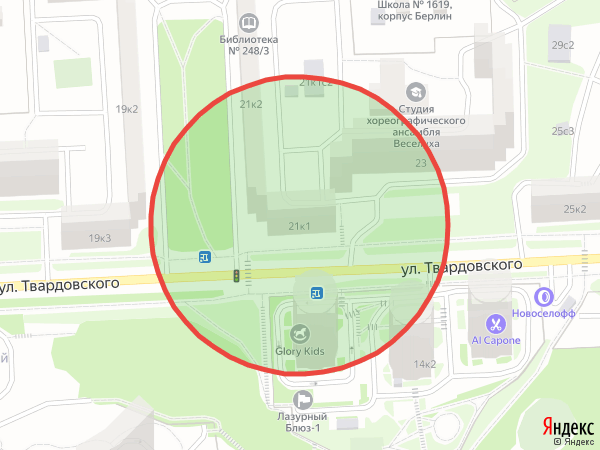 Школа № 1619,
корпус Берлин
Библиотека
№ 248/3
29с2
21к1с2
19к2
21к2
Студия
хореографического
ансамбля
Веселуха
25с3
23
25к2
21к1
19к3
ул. Твардовского
ул. Твардовского
Новоселофф
Al Capone
Glory Kids
14к2
Лазурный
Блюз-1
Яндекс
© Яндекс